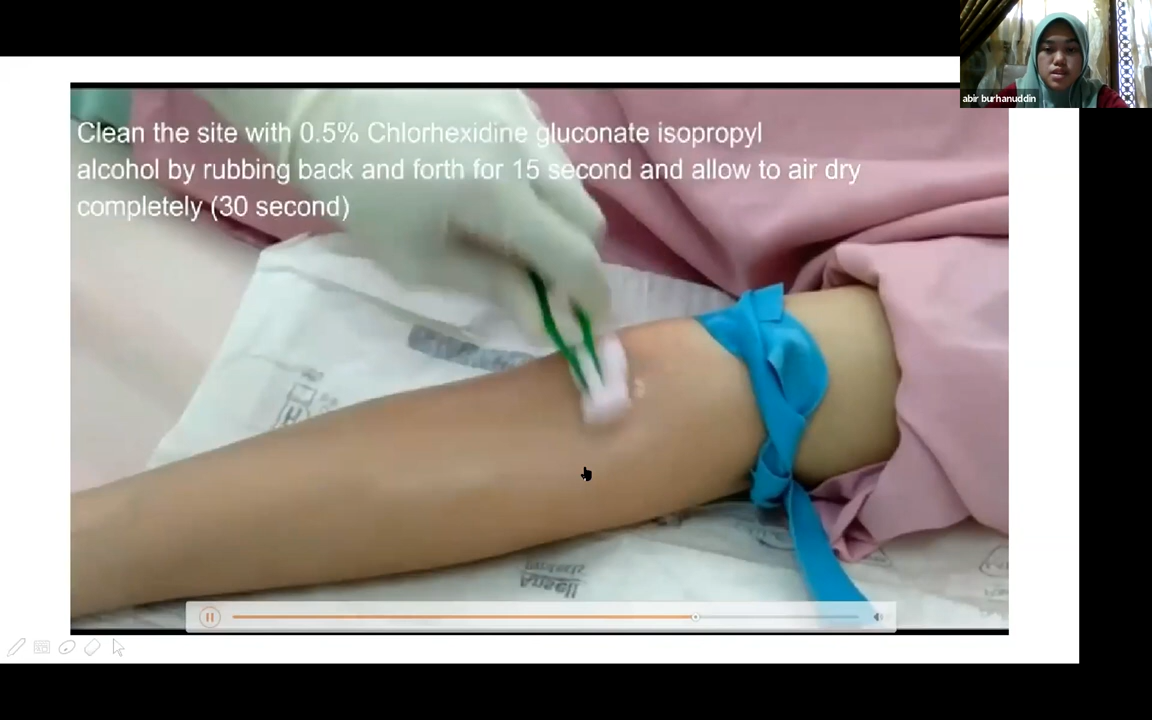 Clean the site with 0.5% Chlorhexidine gluconate isopropyl
alcohol by rubbing back and forth for 15 second and allow to air dry
completely (30 second)
abir burhanuddin
Ansell